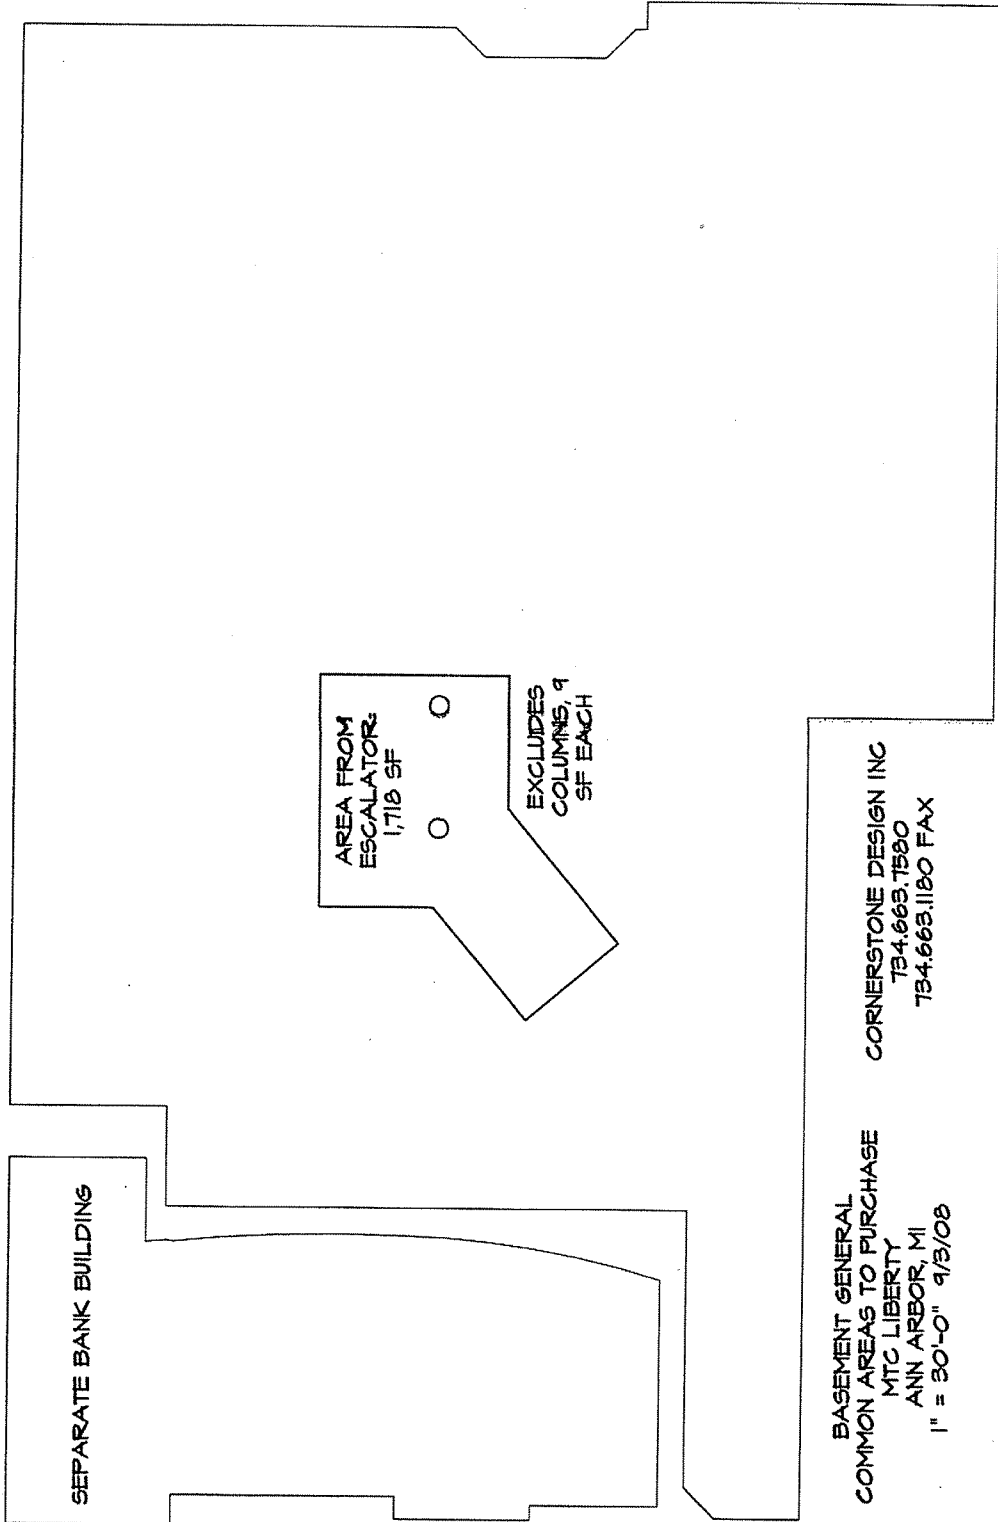 SEPARATE BANK BUILDING
AREA FROM
ESCALATOR:
1,718 SF
EXCLUDES
COLUMNS, 9
SF EACH
BASEMENT GENERAL
COMMON AREAS TO PURCHASE
MTC LIBERTY
ANN ARBOR, MI
1" = 30'-0" 9/3/08
CORNERSTONE DESIGN INC
734.663.7580
734.663.1180 FAX